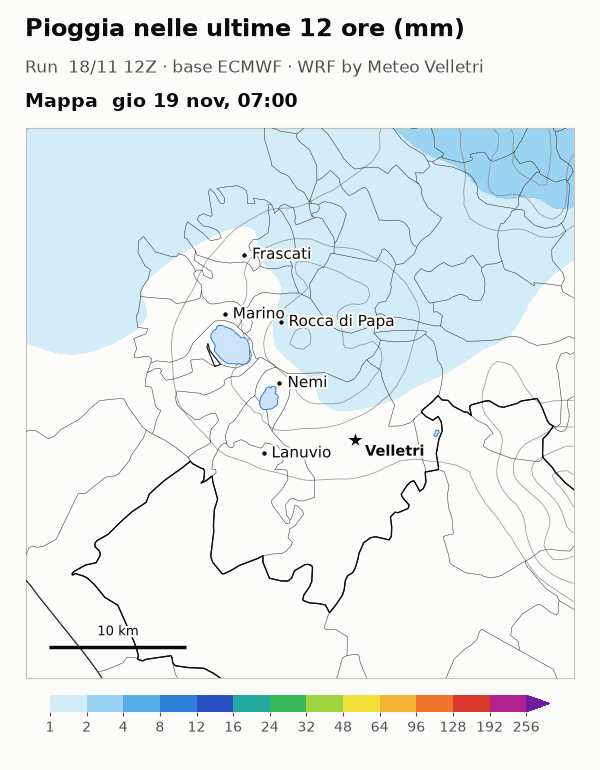 Pioggia nelle ultime 12 ore (mm)
Run 18/11 12Z · base ECMWF · WRF by Meteo Velletri
Mappa gio 19 nov, 07:00
Frascati
Marino
Rocca di Papa
Nemi
Velletri
Lanuvio
10 km
1 2 4 8 12 16 24 32 48 64 96 128 192 256